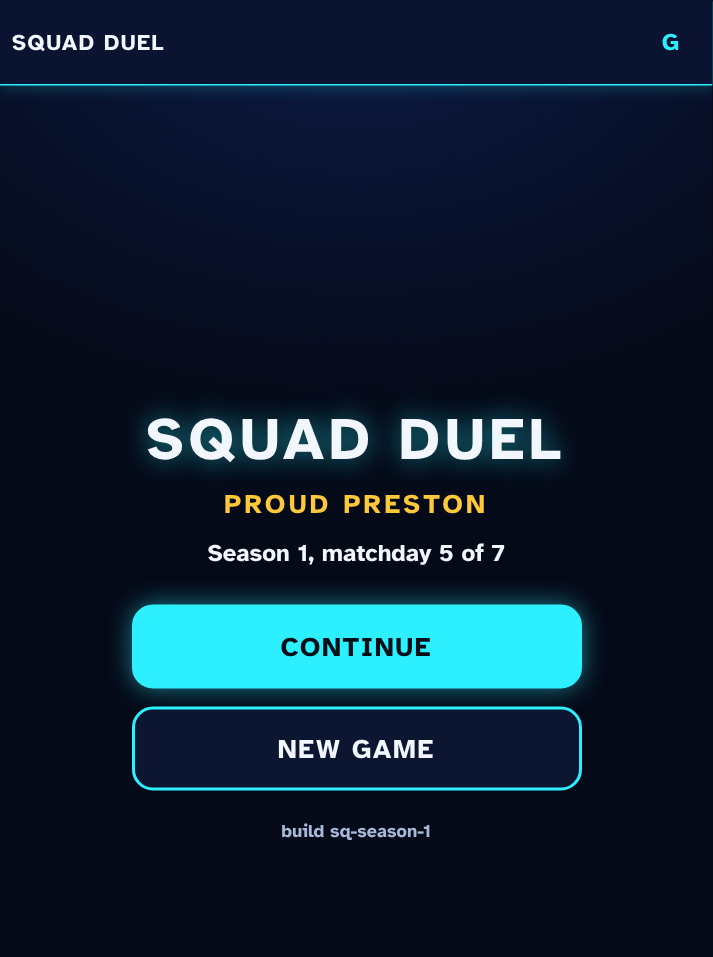 SQUAD DUEL
G
SQUAD DUEL
PROUD PRESTON
Season 1, matchday 5 of 7
CONTINUE
NEW GAME
build sq-season-1